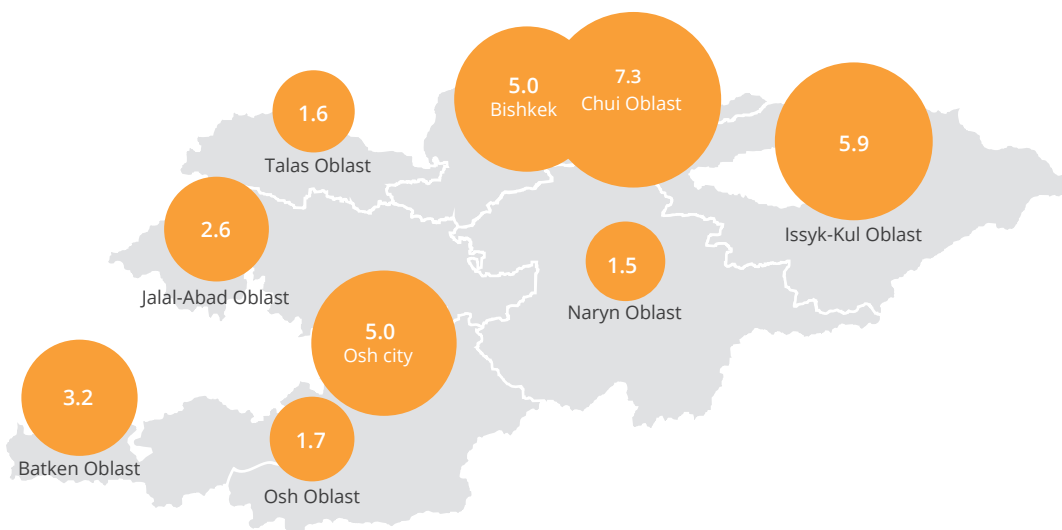 5.0
Bishkek
7.3
Chui Oblast
1.6
Talas Oblast
5.9
Issyk-Kul Oblast
2.6
Jalal-Abad Oblast
1.5
Naryn Oblast
5.0
Osh city
3.2
Batken Oblast
1.7
Osh Oblast